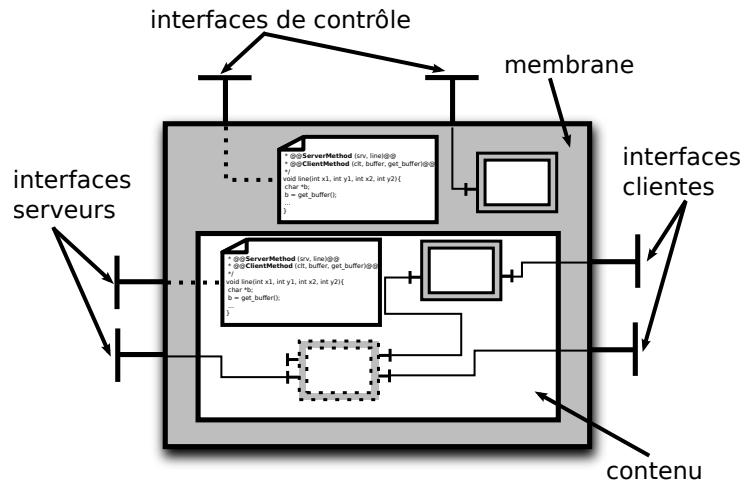 interfaces de contrôle
membrane
* @@ServerMethod (srv, line)@@
* @@ClientMethod (clt, buffer, get_buffer)@@
*/
void line(int x1, int y1, int x2, int y2){
char *b;
b = get_buffer();
...
}
interfaces
clientes
interfaces
serveurs
* @@ServerMethod (srv, line)@@
* @@ClientMethod (clt, buffer, get_buffer)@@
*/
void line(int x1, int y1, int x2, int y2){
char *b;
b = get_buffer();
...
}
contenu